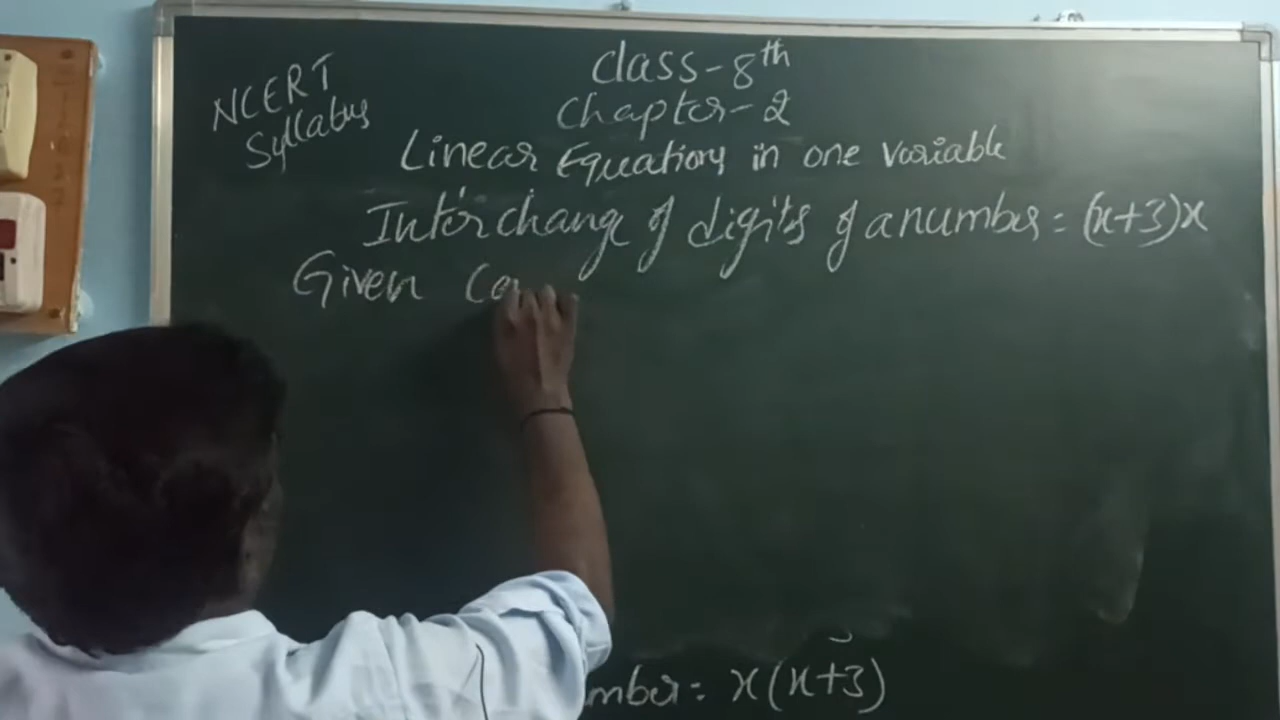 NCERT
Syllabus
Class-8th
Chapter-2
Linear Equation in one Variable
Interchange of digits of a number = (x+3)x
Given
mber = x(x+3)